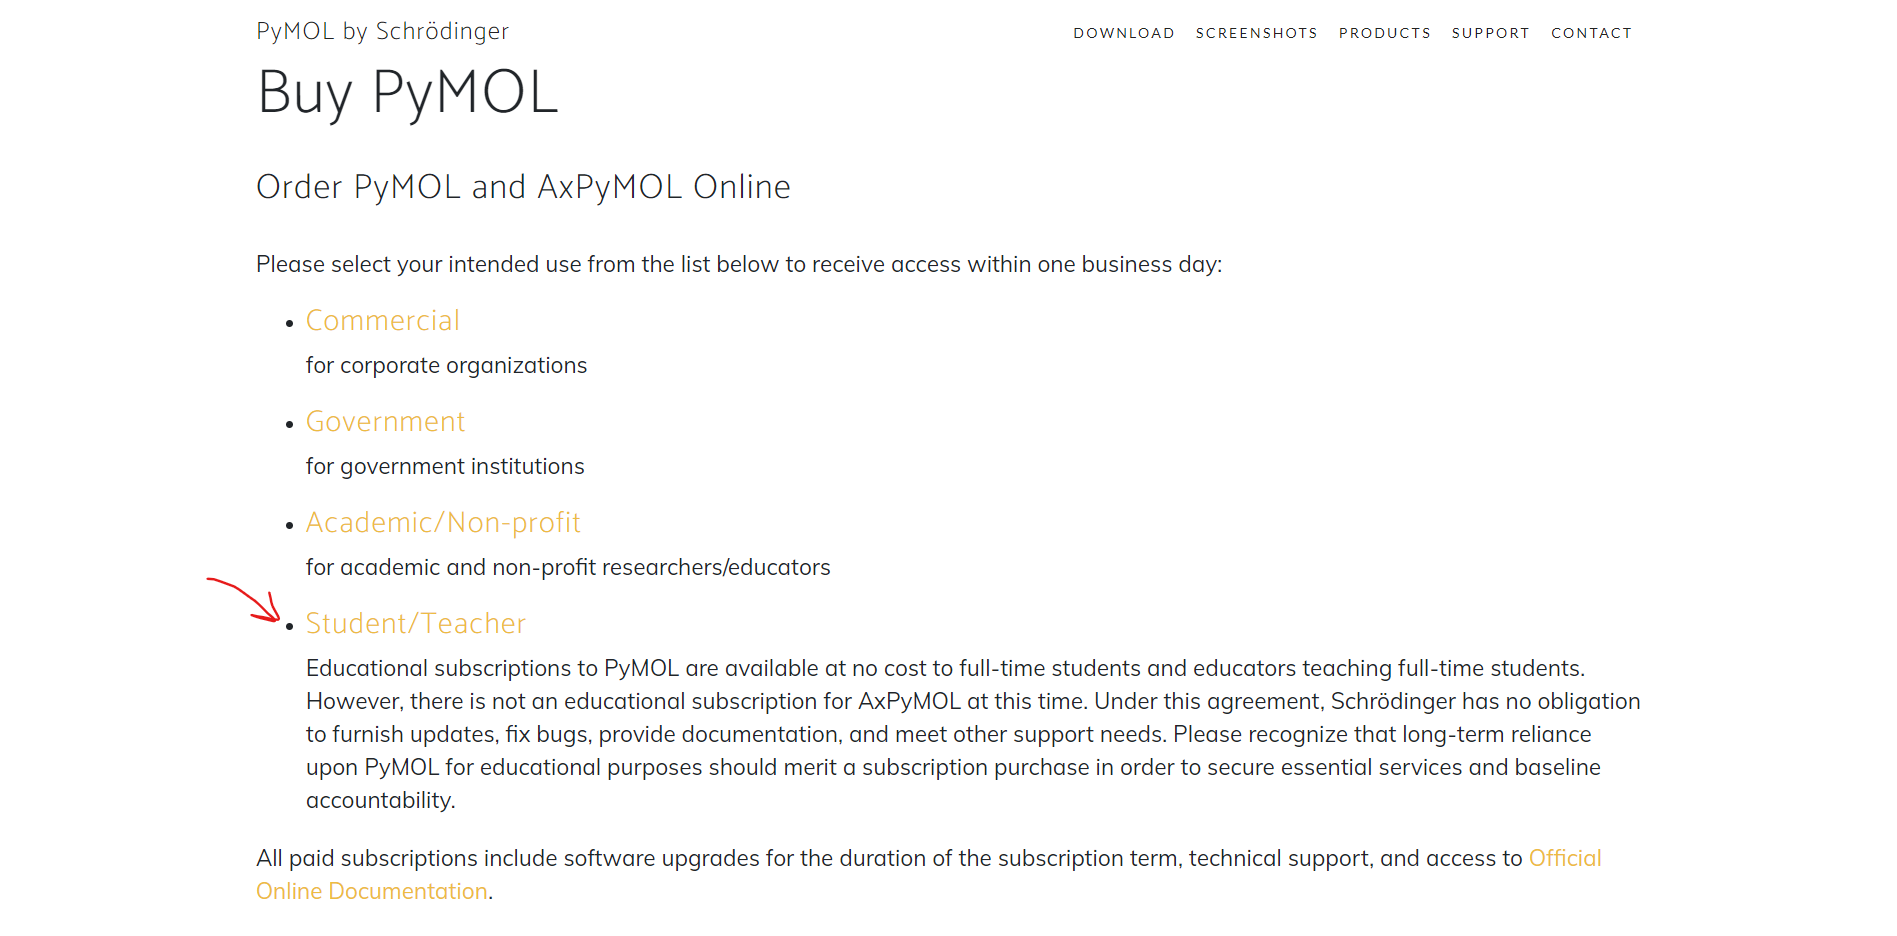 PyMOL by Schrödinger
DOWNLOAD SCREENSHOTS PRODUCTS SUPPORT CONTACT
Buy PyMOL
Order PyMOL and AxPyMOL Online
Please select your intended use from the list below to receive access within one business day:
• Commercial
for corporate organizations
• Government
for government institutions
• Academic/Non-profit
for academic and non-profit researchers/educators
• Student/Teacher
Educational subscriptions to PyMOL are available at no cost to full-time students and educators teaching full-time students.
However, there is not an educational subscription for AxPyMOL at this time. Under this agreement, Schrödinger has no obligation
to furnish updates, fix bugs, provide documentation, and meet other support needs. Please recognize that long-term reliance
upon PyMOL for educational purposes should merit a subscription purchase in order to secure essential services and baseline
accountability.
All paid subscriptions include software upgrades for the duration of the subscription term, technical support, and access to Official
Online Documentation.